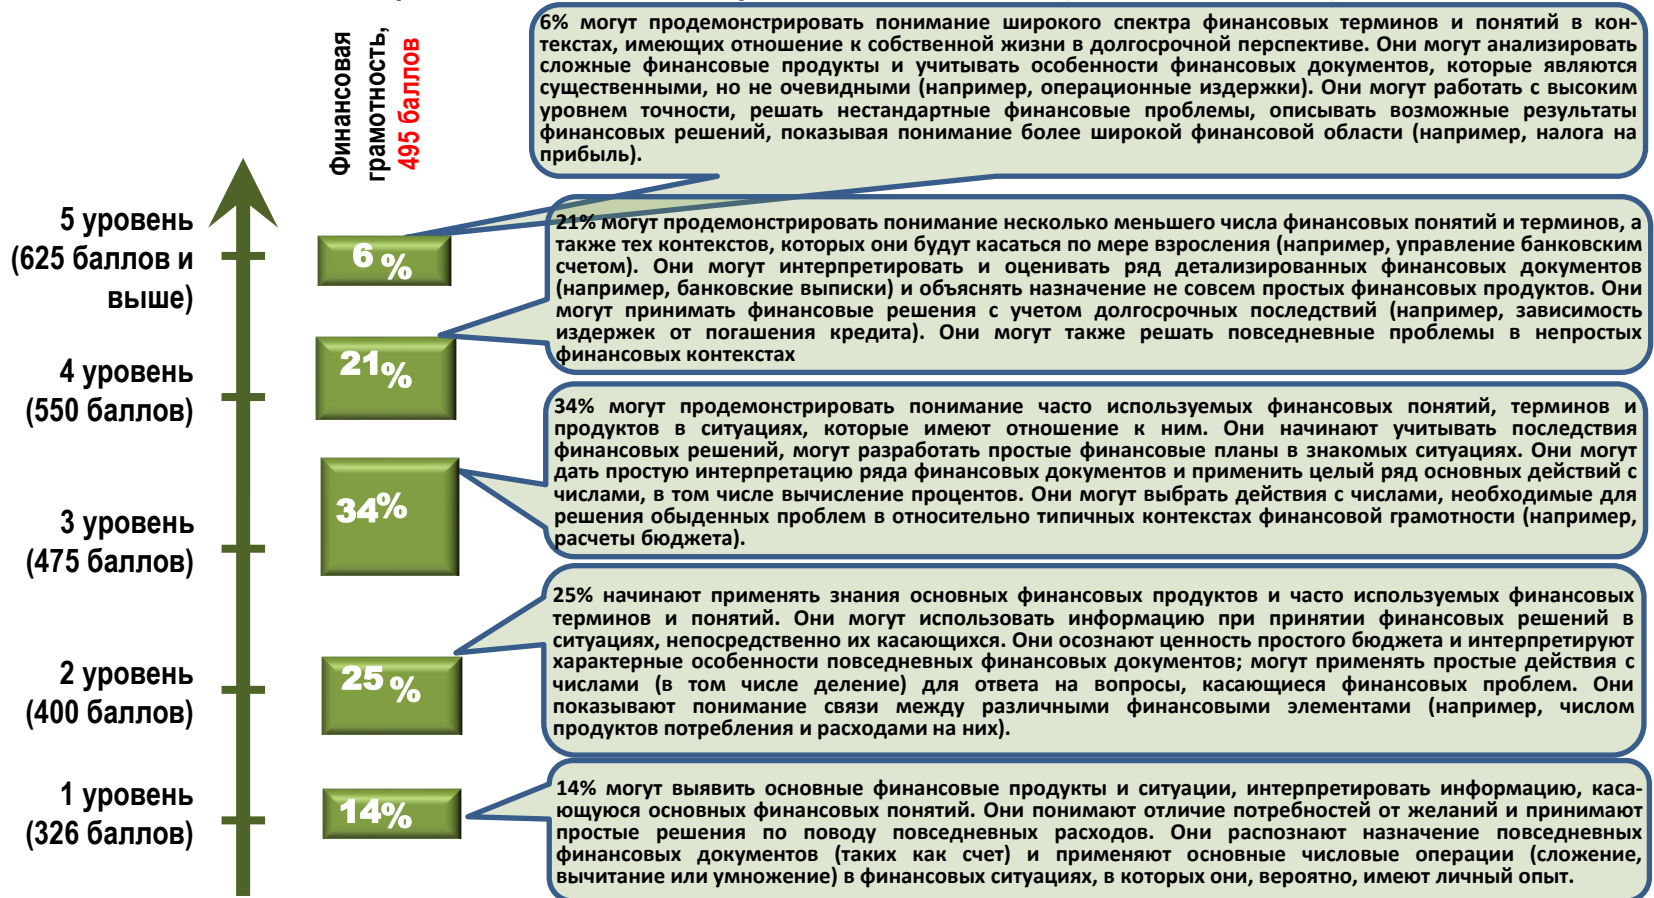 Финансовая
грамотность,
495 баллов
6% могут продемонстрировать понимание широкого спектра финансовых терминов и понятий в кон-
текстах, имеющих отношение к собственной жизни в долгосрочной перспективе. Они могут анализировать
сложные финансовые продукты и учитывать особенности финансовых документов, которые являются
существенными, но не очевидными (например, операционные издержки). Они могут работать с высоким
уровнем точности, решать нестандартные финансовые проблемы, описывать возможные результаты
финансовых решений, показывая понимание более широкой финансовой области (например, налога на
прибыль).
5 уровень
(625 баллов и
выше)
6 %
21% могут продемонстрировать понимание несколько меньшего числа финансовых понятий и терминов, а
также тех контекстов, которых они будут касаться по мере взросления (например, управление банковским
счетом). Они могут интерпретировать и оценивать ряд детализированных финансовых документов
(например, банковские выписки) и объяснять назначение не совсем простых финансовых продуктов. Они
могут принимать финансовые решения с учетом долгосрочных последствий (например, зависимость
издержек от погашения кредита). Они могут также решать повседневные проблемы в непростых
финансовых контекстах
4 уровень
(550 баллов)
21%
34% могут продемонстрировать понимание часто используемых финансовых понятий, терминов и
продуктов в ситуациях, которые имеют отношение к ним. Они начинают учитывать последствия
финансовых решений, могут разработать простые финансовые планы в знакомых ситуациях. Они могут
дать простую интерпретацию ряда финансовых документов и применить целый ряд основных действий с
числами, в том числе вычисление процентов. Они могут выбрать действия с числами, необходимые для
решения обыденных проблем в относительно типичных контекстах финансовой грамотности (например,
расчеты бюджета).
3 уровень
(475 баллов)
34%
25% начинают применять знания основных финансовых продуктов и часто используемых финансовых
терминов и понятий. Они могут использовать информацию при принятии финансовых решений в
ситуациях, непосредственно их касающихся. Они осознают ценность простого бюджета и интерпретируют
характерные особенности повседневных финансовых документов; могут применять простые действия с
числами (в том числе деление) для ответа на вопросы, касающиеся финансовых проблем. Они
показывают понимание связи между различными финансовыми элементами (например, числом
продуктов потребления и расходами на них).
2 уровень
(400 баллов)
25 %
14% могут выявить основные финансовые продукты и ситуации, интерпретировать информацию, каса-
ющуюся основных финансовых понятий. Они понимают отличие потребностей от желаний и принимают
простые решения по поводу повседневных расходов. Они распознают назначение повседневных
финансовых документов (таких как счет) и применяют основные числовые операции (сложение,
вычитание или умножение) в финансовых ситуациях, в которых они, вероятно, имеют личный опыт.
1 уровень
(326 баллов)
14%